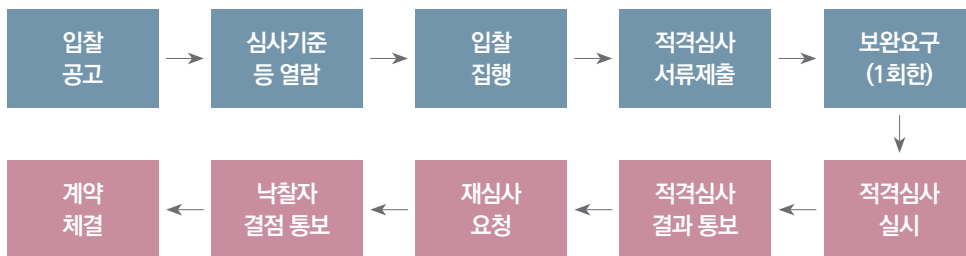 입찰
공고
심사기준
등 열람
입찰
집행
적격심사
서류제출
보완요구
(1회한)
적격심사
실시
적격심사
결과 통보
재심사
요청
낙찰자
결점 통보
계약
체결